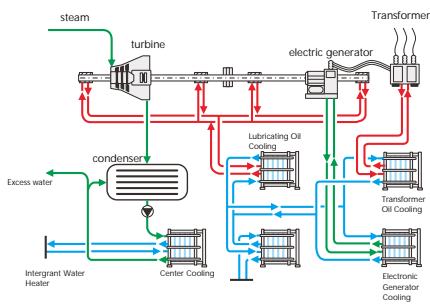 steam
Transformer
turbine
electric generator
Lubricating Oil
Cooling
condenser
Excess water
Transformer
Oil Cooling
Intergrant Water
Heater
Center Cooling
Electronic
Generator
Cooling